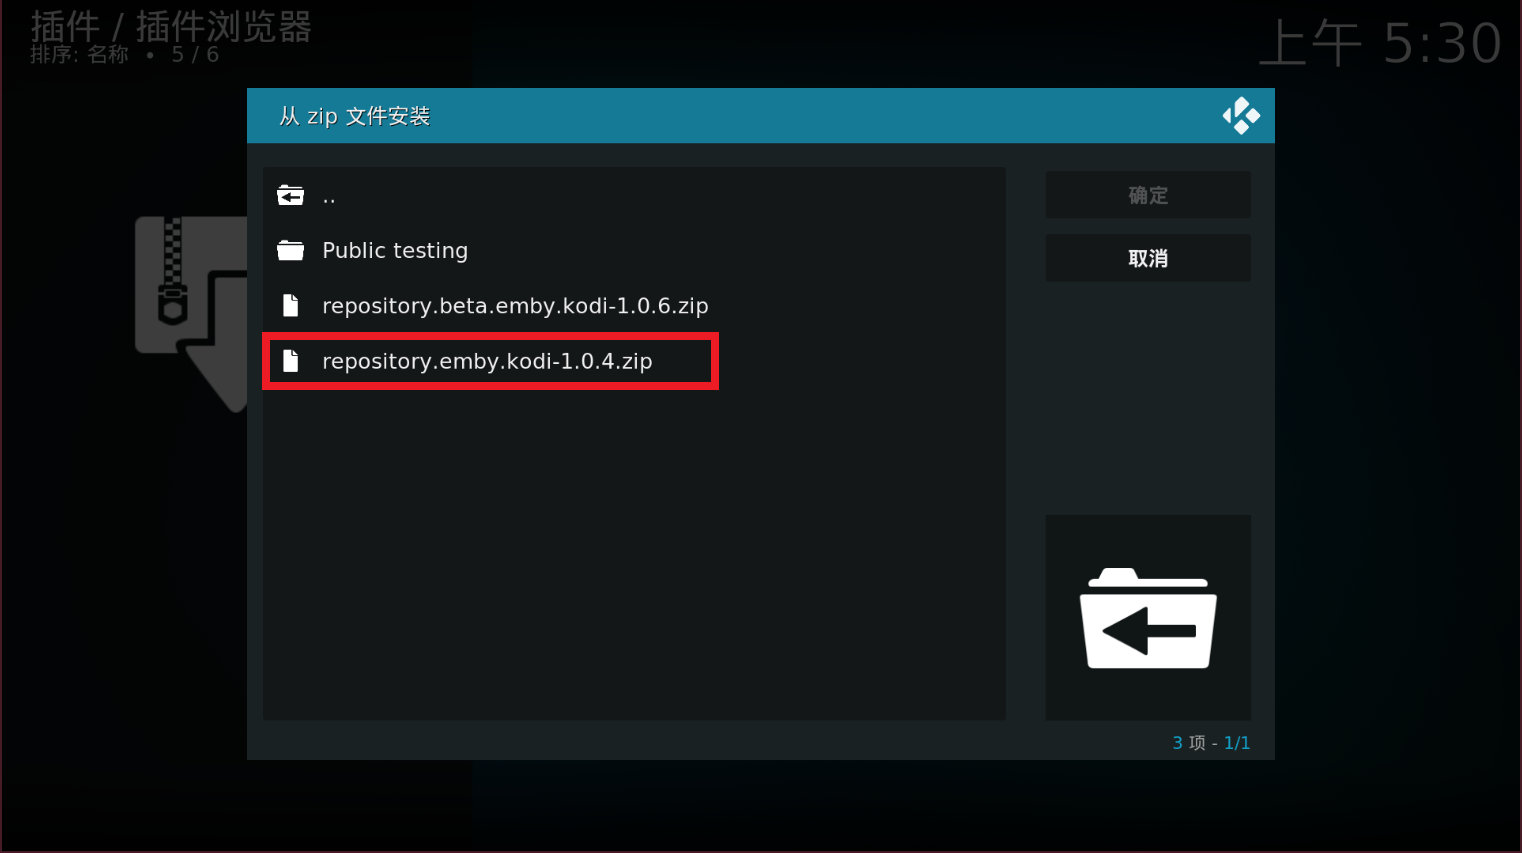 插件 / 插件浏览器
排序: 名称 • 5 / 6
上午 5:30
从 zip 文件安装
..
Public testing
repository.beta.emby.kodi-1.0.6.zip
repository.emby.kodi-1.0.4.zip
确定
取消
3 项 - 1/1